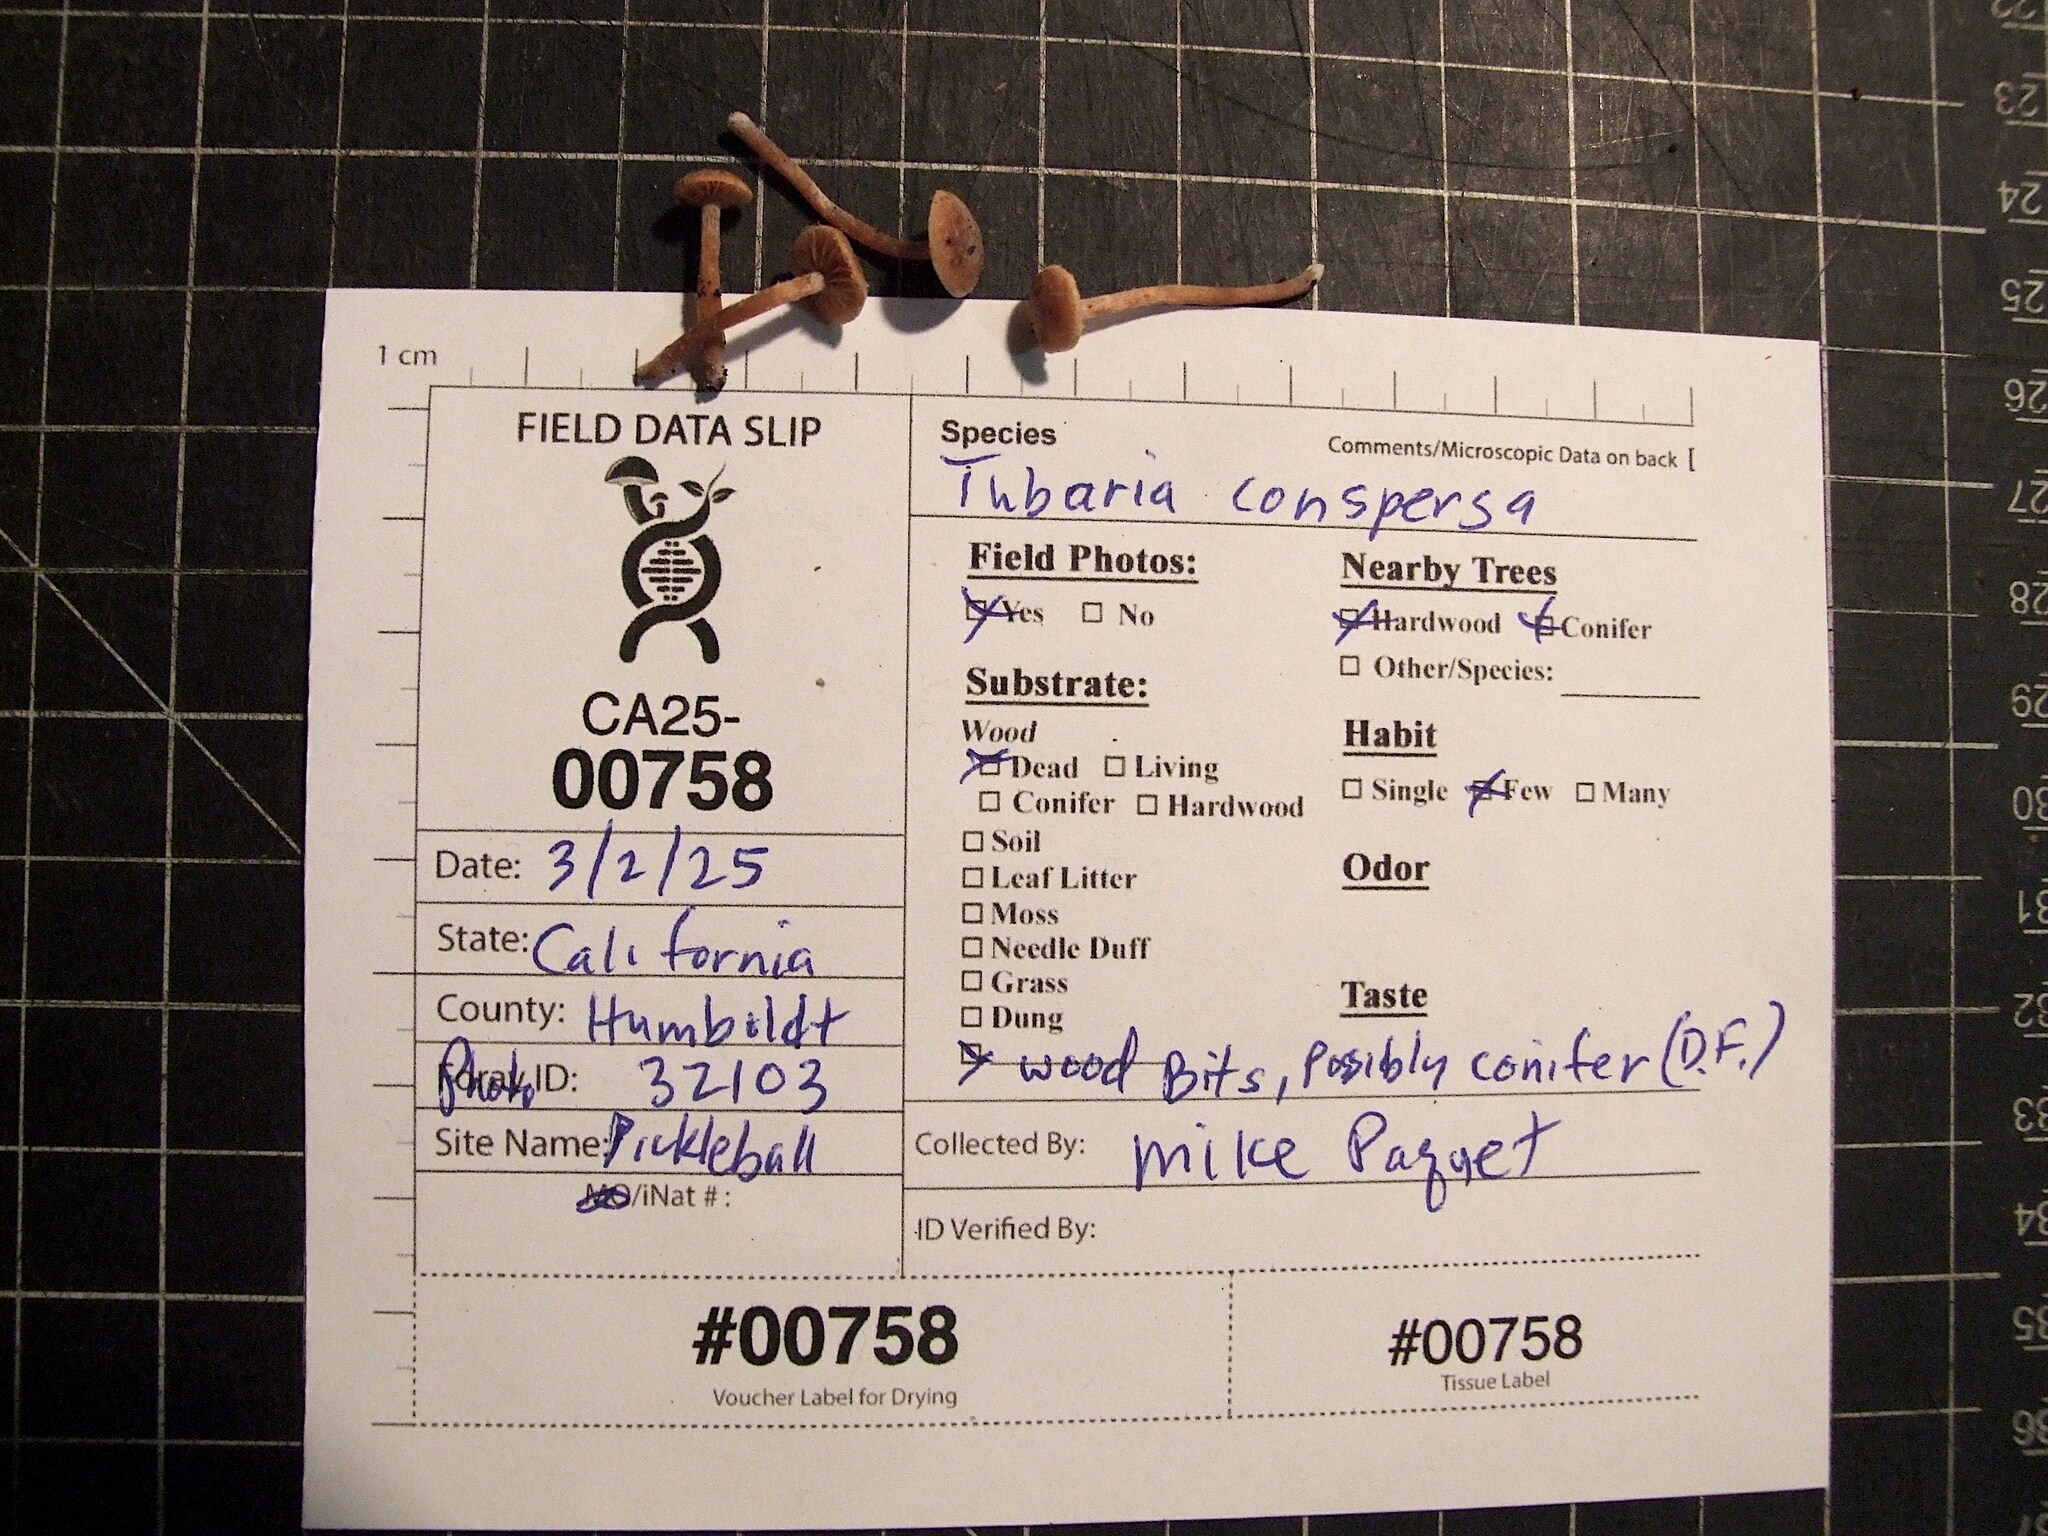 1 cm
FIELD DATA SLIP
CA25-
00758
Date: 3/2/25
State: California
County: Humboldt
Photo ID: 32103
Site Name: Pickleball
/iNat # :
Species
Comments/Microscopic Data on back [
Tubaria conspersa
Field Photos:
Yes No
Substrate:
Wood
Dead Living
Conifer Hardwood
Soil
Leaf Litter
Moss
Needle Duff
Grass
Dung
wood Bits, possibly conifer (D.F.)
Nearby Trees
Hardwood Conifer
Other/Species:
Habit
Single Few Many
Odor
Taste
Collected By: Mike Paquet
ID Verified By:
#00758
Voucher Label for Drying
#00758
Tissue Label
22
23
24
25
26
27
28
29
30
31
32
33
34
35
36
37